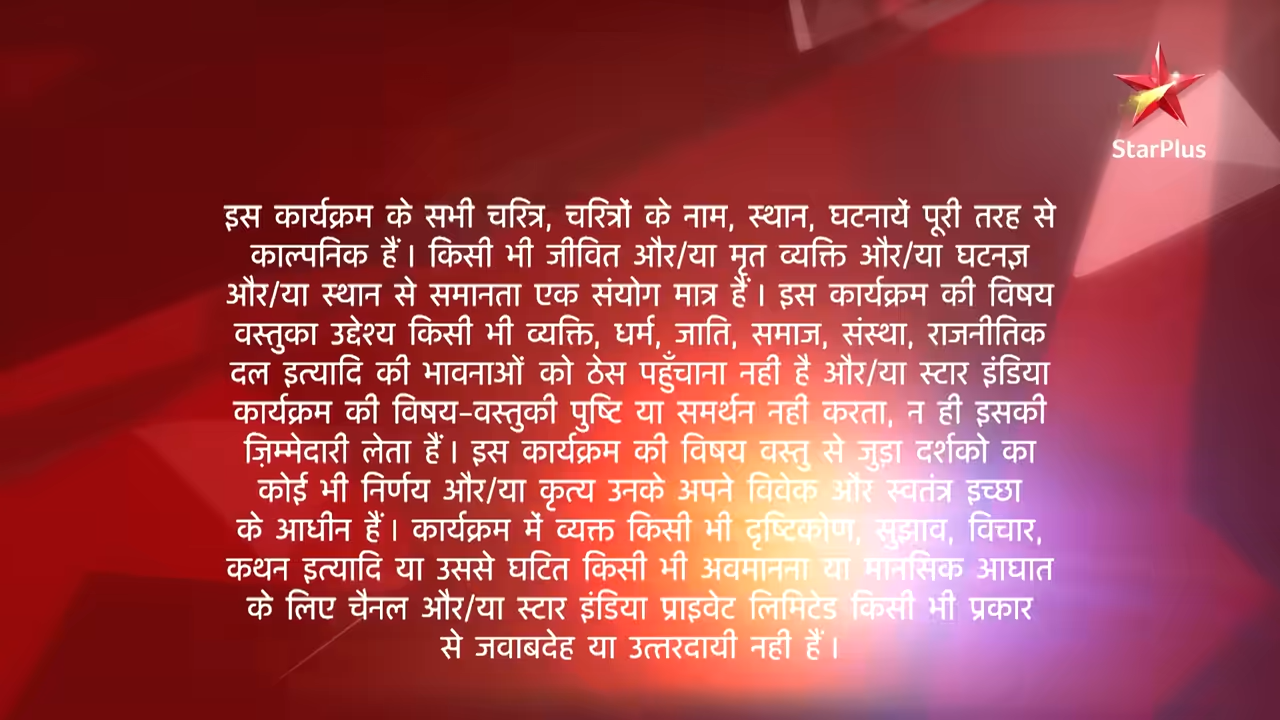 StarPlus
इस कार्यक्रम के सभी चरित्र, चरित्रों के नाम, स्थान, घटनायें पूरी तरह से
काल्पनिक हैं। किसी भी जीवित और/या मृत व्यक्ति और/या घटनज्ञ
और/या स्थान से समानता एक संयोग मात्र हैं। इस कार्यक्रम की विषय
वस्तुका उद्देश्य किसी भी व्यक्ति, धर्म, जाति, समाज, संस्था, राजनीतिक
दल इत्यादि की भावनाओं को ठेस पहुँचाना नही है और/या स्टार इंडिया
कार्यक्रम की विषय-वस्तुकी पुष्टि या समर्थन नही करता, न ही इसकी
ज़िम्मेदारी लेता हैं। इस कार्यक्रम की विषय वस्तु से जुड़ा दर्शको का
कोई भी निर्णय और/या कृत्य उनके अपने विवेक और स्वतंत्र इच्छा
के आधीन हैं। कार्यक्रम में व्यक्त किसी भी दृष्टिकोण, सुझाव, विचार,
कथन इत्यादि या उससे घटित किसी भी अवमानना या मानसिक आघात
के लिए चैनल और/या स्टार इंडिया प्राइवेट लिमिटेड किसी भी प्रकार
से जवाबदेह या उत्तरदायी नही हैं।